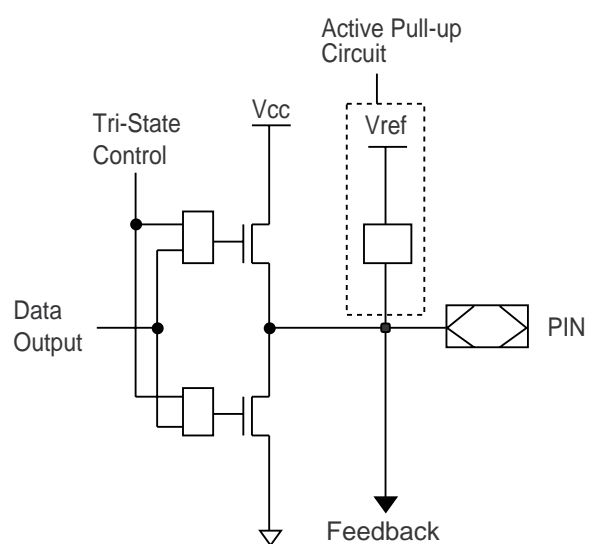 Active Pull-up
Circuit
Vcc
Vref
Tri-State
Control
Data
Output
PIN
Feedback